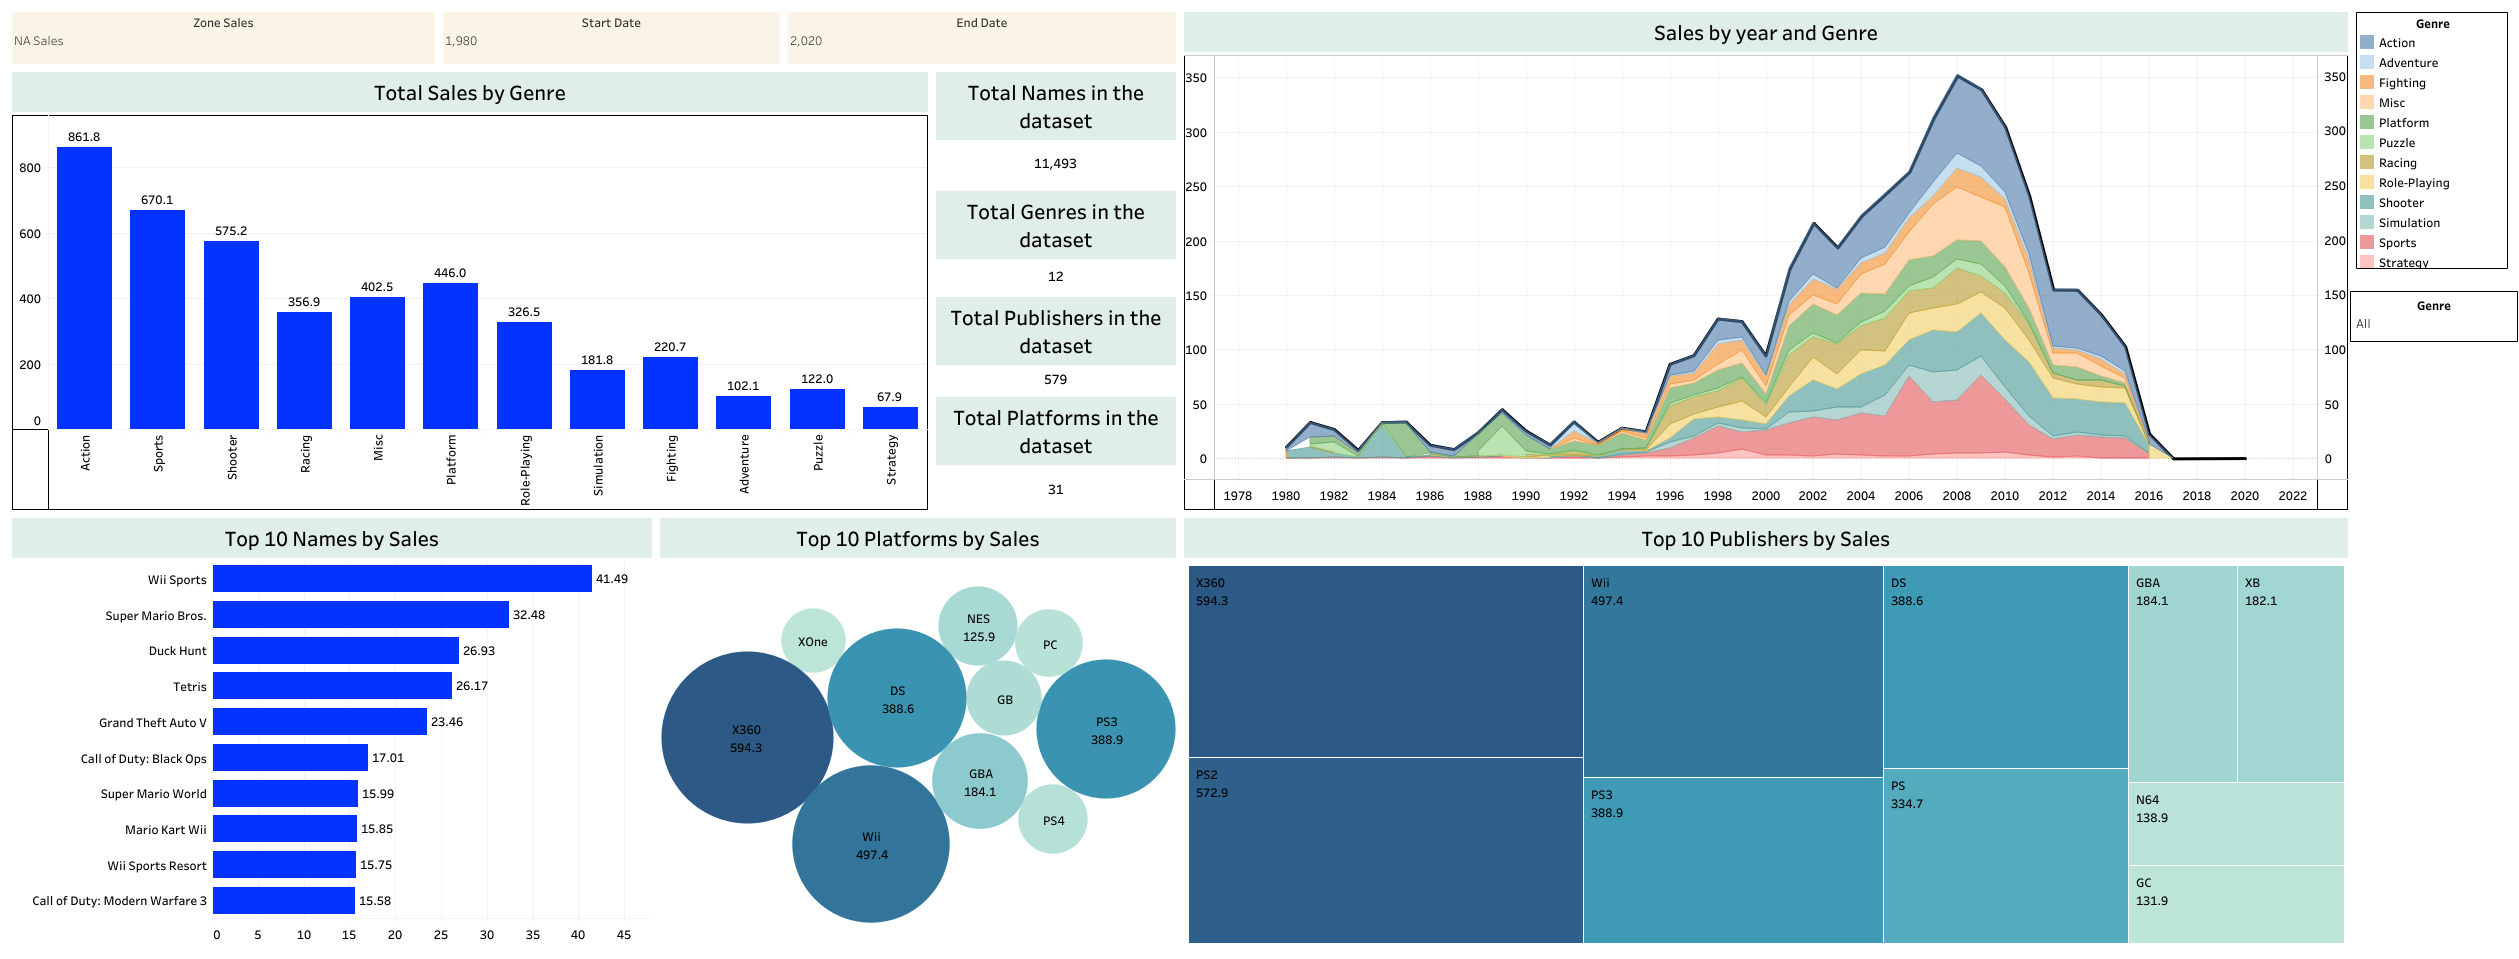 Zone Sales
NA Sales
Start Date
1,980
End Date
2,020
Total Sales by Genre
800
600
400
200
0
861.8
670.1
575.2
356.9
402.5
446.0
326.5
181.8
220.7
102.1
122.0
67.9
Action
Sports
Shooter
Racing
Misc
Platform
Role-Playing
Simulation
Fighting
Adventure
Puzzle
Strategy
Total Names in the
dataset
11,493
Total Genres in the
dataset
12
Total Publishers in the
dataset
579
Total Platforms in the
dataset
31
Sales by year and Genre
350
300
250
200
150
100
50
0
350
300
250
200
150
100
50
0
1978 1980 1982 1984 1986 1988 1990 1992 1994 1996 1998 2000 2002 2004 2006 2008 2010 2012 2014 2016 2018 2020 2022
Genre
Action
Adventure
Fighting
Misc
Platform
Puzzle
Racing
Role-Playing
Shooter
Simulation
Sports
Strategy
Genre
All
Top 10 Names by Sales
Wii Sports 41.49
Super Mario Bros. 32.48
Duck Hunt 26.93
Tetris 26.17
Grand Theft Auto V 23.46
Call of Duty: Black Ops 17.01
Super Mario World 15.99
Mario Kart Wii 15.85
Wii Sports Resort 15.75
Call of Duty: Modern Warfare 3 15.58
0 5 10 15 20 25 30 35 40 45
Top 10 Platforms by Sales
XOne
NES
125.9
PC
DS
388.6
GB
X360
594.3
PS3
388.9
GBA
184.1
PS4
Wii
497.4
Top 10 Publishers by Sales
X360
594.3
PS2
572.9
Wii
497.4
PS3
388.9
DS
388.6
PS
334.7
GBA
184.1
XB
182.1
N64
138.9
GC
131.9